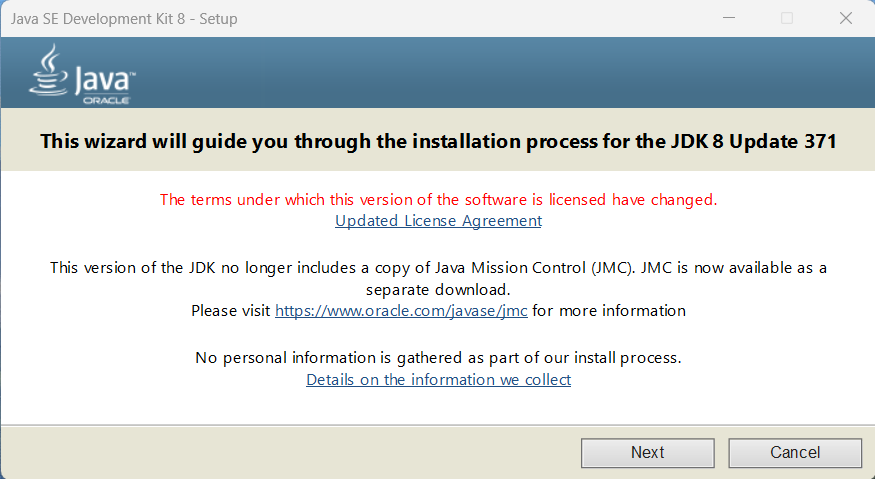 Java SE Development Kit 8 - Setup
Java™
ORACLE
This wizard will guide you through the installation process for the JDK 8 Update 371
The terms under which this version of the software is licensed have changed.
Updated License Agreement
This version of the JDK no longer includes a copy of Java Mission Control (JMC). JMC is now available as a
separate download.
Please visit https://www.oracle.com/javase/jmc for more information
No personal information is gathered as part of our install process.
Details on the information we collect
Next
Cancel